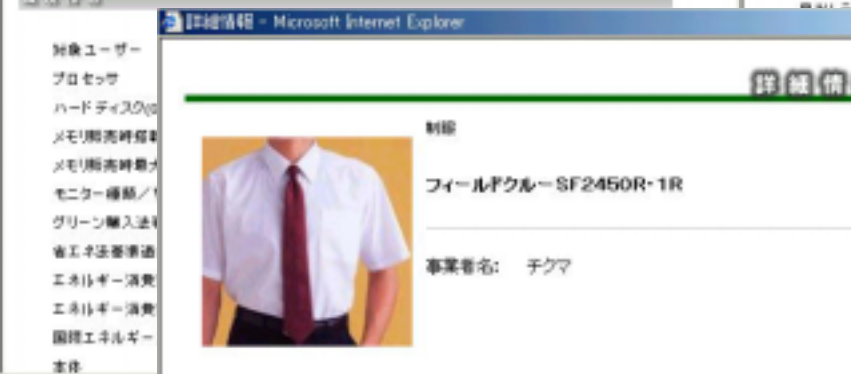 対象ユーザー
プロセッサ
ハードディスク(G
メモリ販売時搭載
メモリ販売時最大
モニター種類/
グリーン購入法
省エネ法基準達
エネルギー消費
エネルギー消費
国際エネルギー
本体
詳細情報 - Microsoft Internet Explorer
詳細情
制服
フィールドクルーSF2450R・1R
事業者名: チクマ